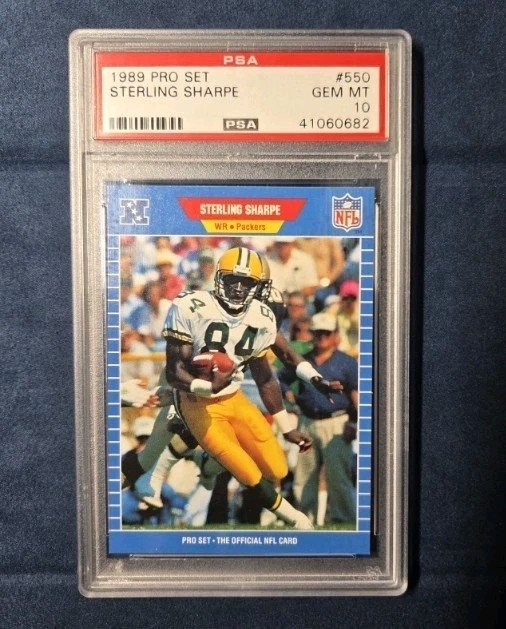 PSA
1989 PRO SET #550
STERLING SHARPE GEM MT
10
PSA 41060682
N STERLING SHARPE NFL
WR • Packers
84
84
PRO SET • THE OFFICIAL NFL CARD